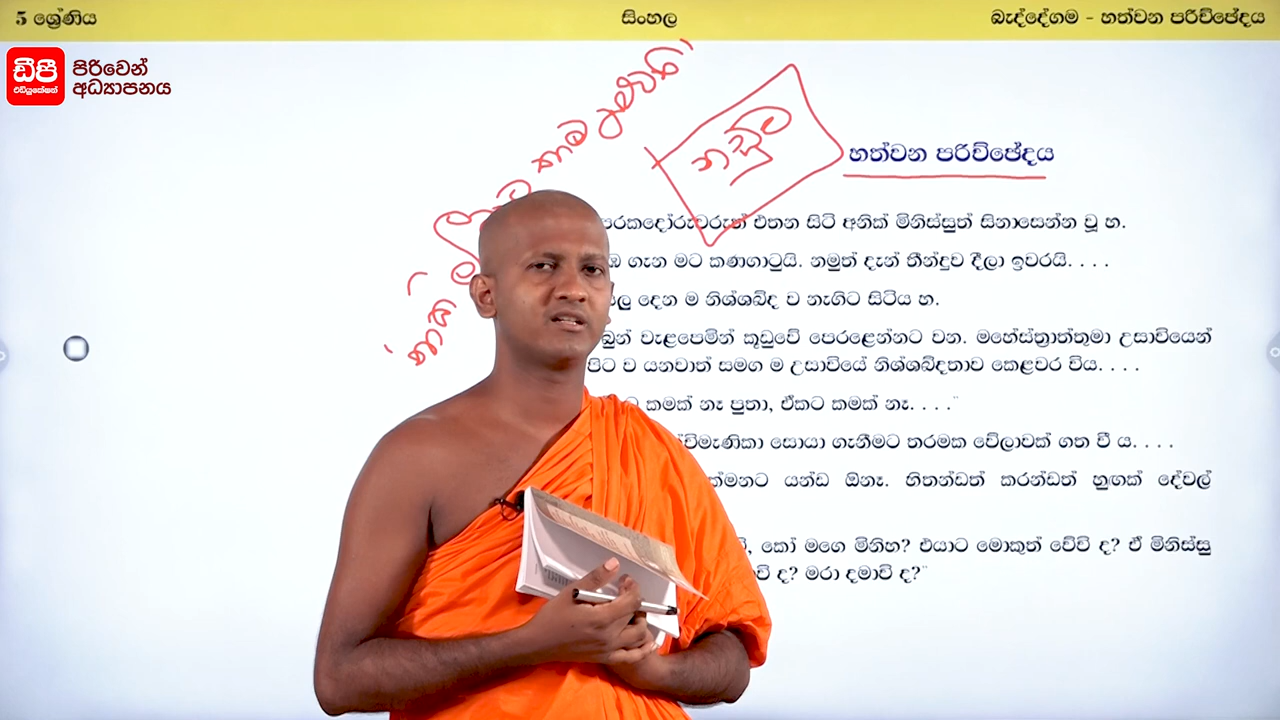 5 ශ්‍රේණිය
සිංහල
බැද්දේගම - හත්වන පරිච්ඡේදය
ඩීපී
එඩියුකේෂන්
පිරිවෙන්
අධ්‍යාපනය
නඩුව
හත්වන පරිච්ඡේදය
පෙරකදෝරුවරුත් එතන සිටි අනික් මිනිස්සුත් සිනාසෙන්න වූ හ.
ගැන මට කණගාටුයි. නමුත් දැන් තීන්දුව දීලා ඉවරයි. . . .
දෙන ම නිශ්ශබ්ද ව නැගිට සිටිය හ.
වැළපෙමින් කූඩුවේ පෙරළෙන්නට වන. මහේස්ත්‍රාත්තුමා උසාවියෙන්
පිට ව යනවාත් සමග ම උසාවියේ නිශ්ශබ්දතාව කෙළවර විය. . . .
කමක් නෑ පුතා, ඒකට කමක් නෑ. . . ."
සොයා ගැනීමට තරමක වේලාවක් ගත වී ය. . . .
යන්ඩ ඕනෑ. හිතන්ඩත් කරන්ඩත් හුඟක් දේවල්
කෝ මගෙ මිනිහ? එයාට මොකුත් වේවි ද? ඒ මිනිස්සු
ද? මරා දමාවි ද?"